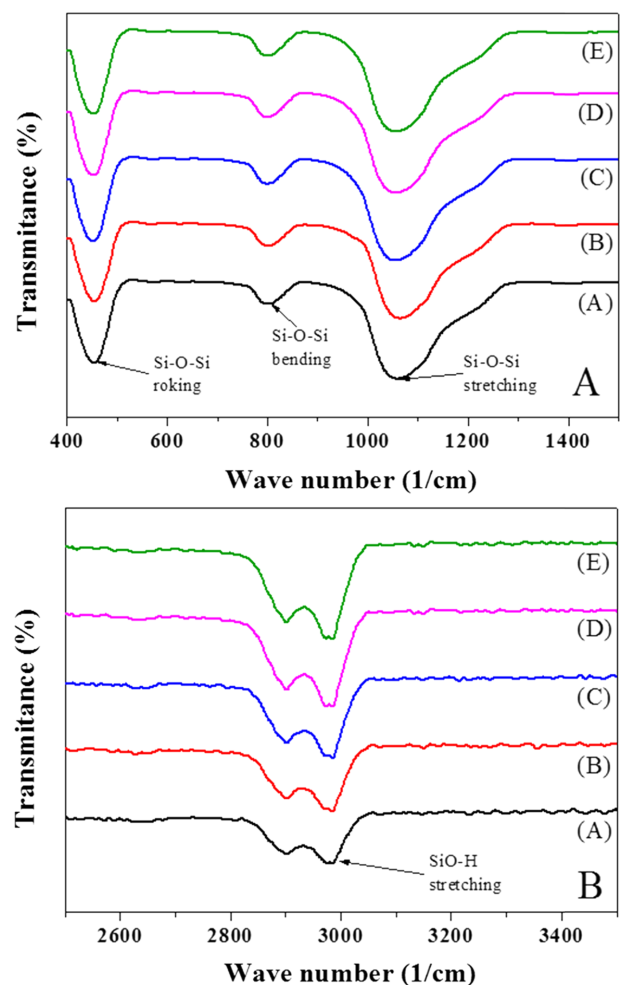 Transmitance (%)
(E)
(D)
(C)
(B)
(A)
Si-O-Si
roking
Si-O-Si
bending
Si-O-Si
stretching
A
400 600 800 1000 1200 1400
Wave number (1/cm)
Transmitance (%)
(E)
(D)
(C)
(B)
(A)
SiO-H
stretching
B
2600 2800 3000 3200 3400
Wave number (1/cm)